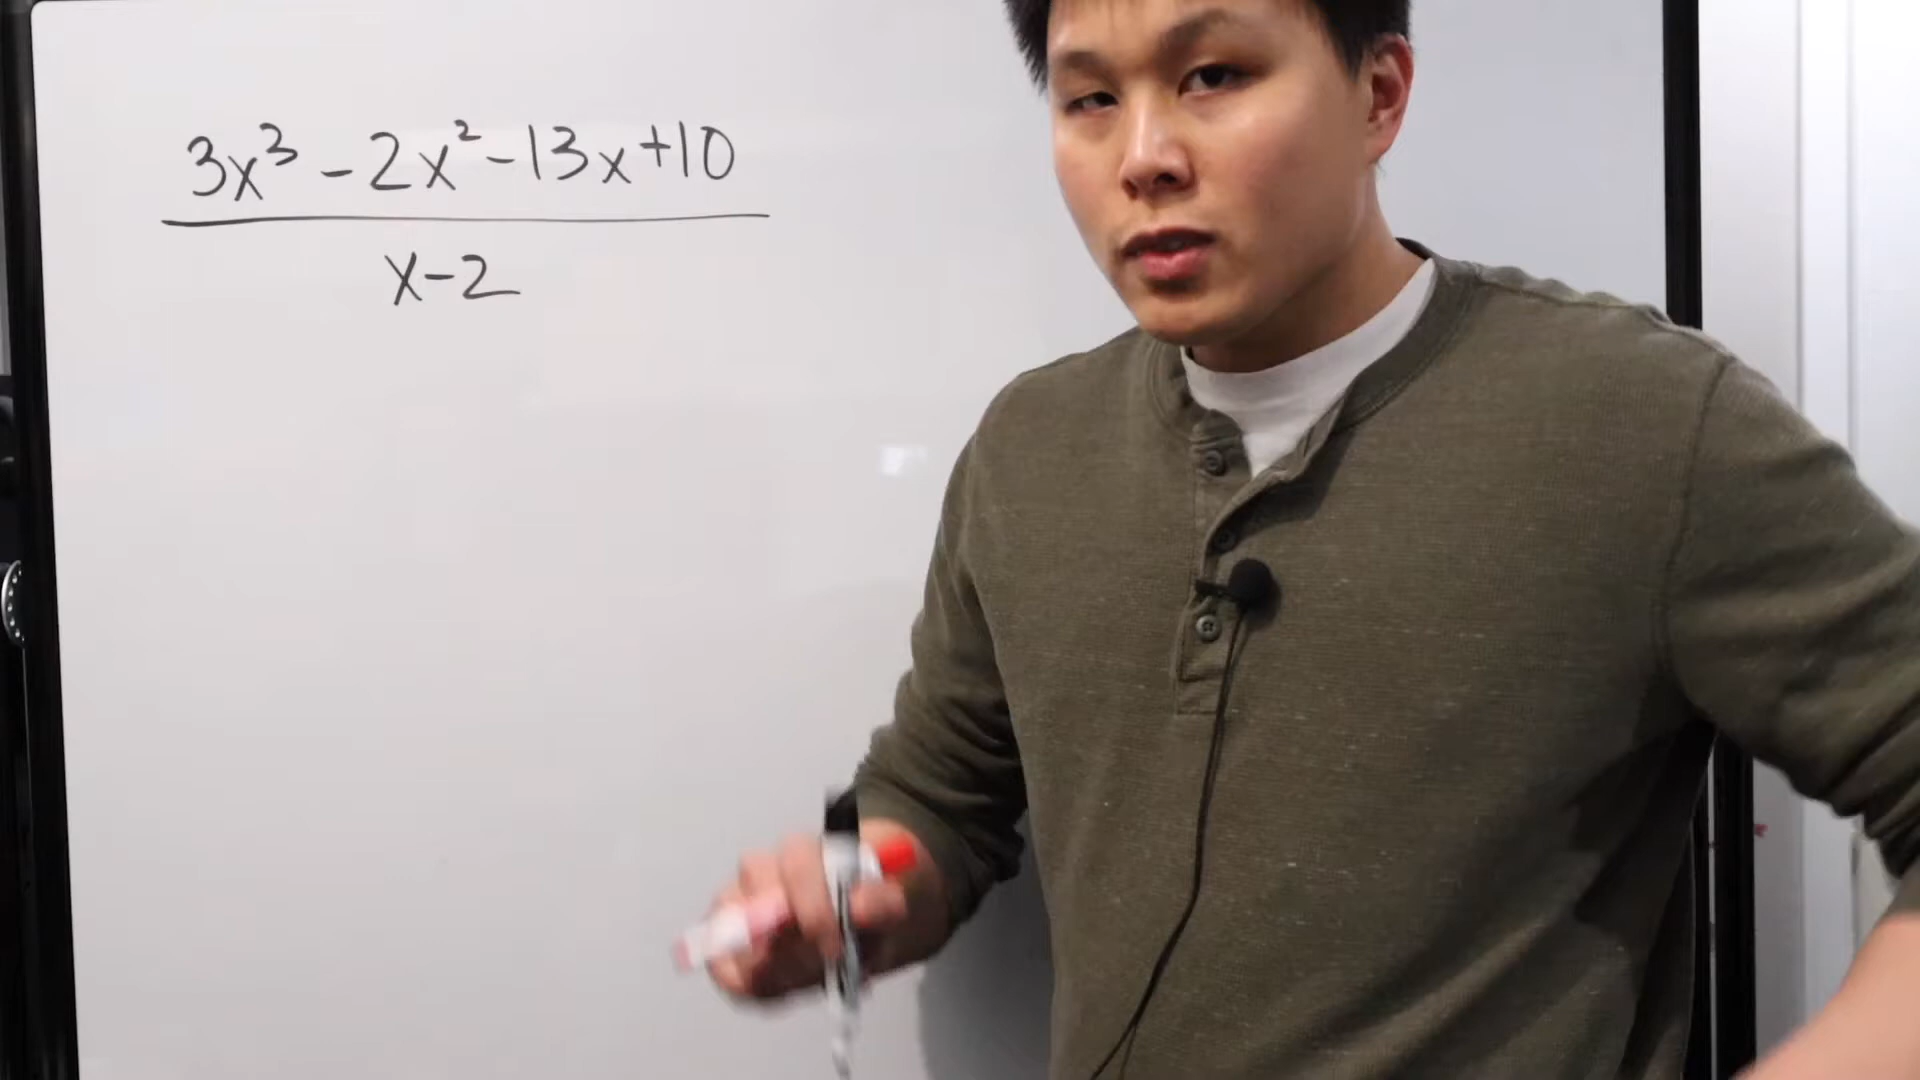 3x³ - 2x² - 13x + 10
x - 2